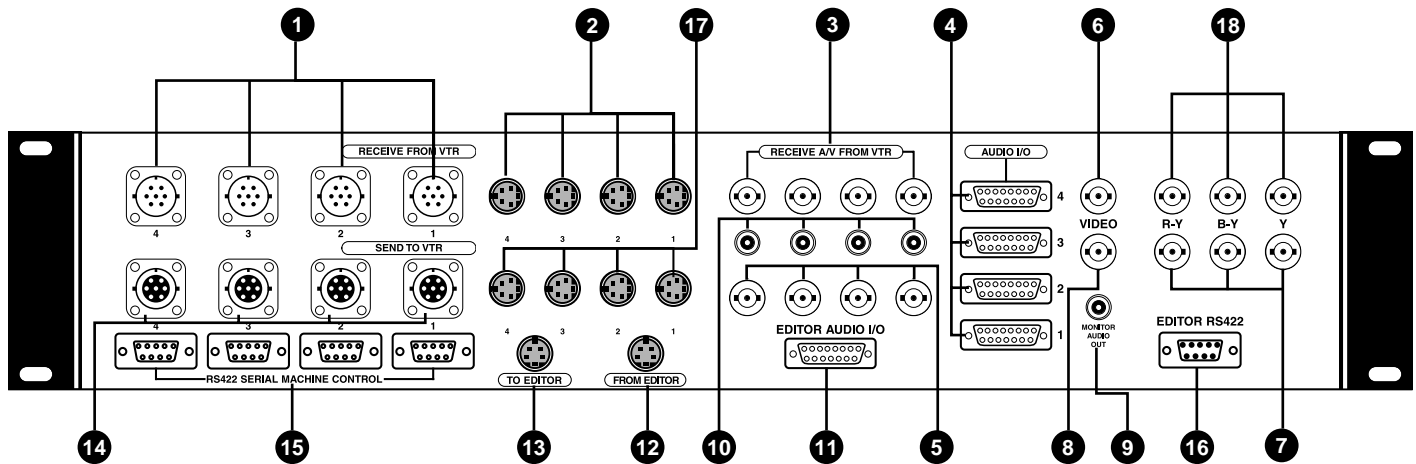 1 2 17 3 4 6 18
RECEIVE FROM VTR
RECEIVE A/V FROM VTR
AUDIO I/O
4
4 3 2 1
4 3 2 1
VIDEO R-Y B-Y Y
SEND TO VTR
3
2
4 3 2 1
4 3 2 1
EDITOR AUDIO I/O
1
MONITOR
AUDIO
OUT
EDITOR RS422
RS422 SERIAL MACHINE CONTROL
TO EDITOR
FROM EDITOR
14 15 13 12 10 11 5 8 9 16 7